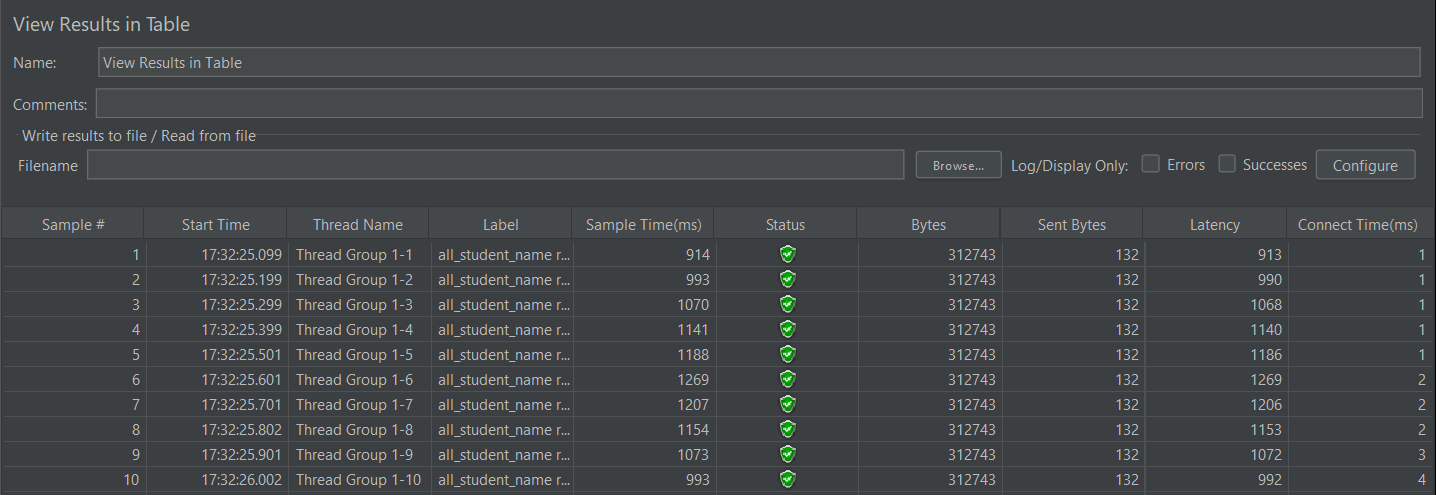 View Results in Table
Name: View Results in Table
Comments:
Write results to file / Read from file
Filename Browse... Log/Display Only: Errors Successes Configure
Sample # Start Time Thread Name Label Sample Time(ms) Status Bytes Sent Bytes Latency Connect Time(ms)
1 17:32:25.099 Thread Group 1-1 all_student_name r... 914 312743 132 913 1
2 17:32:25.199 Thread Group 1-2 all_student_name r... 993 312743 132 990 1
3 17:32:25.299 Thread Group 1-3 all_student_name r... 1070 312743 132 1068 1
4 17:32:25.399 Thread Group 1-4 all_student_name r... 1141 312743 132 1140 1
5 17:32:25.501 Thread Group 1-5 all_student_name r... 1188 312743 132 1186 1
6 17:32:25.601 Thread Group 1-6 all_student_name r... 1269 312743 132 1269 2
7 17:32:25.701 Thread Group 1-7 all_student_name r... 1207 312743 132 1206 2
8 17:32:25.802 Thread Group 1-8 all_student_name r... 1154 312743 132 1153 2
9 17:32:25.901 Thread Group 1-9 all_student_name r... 1073 312743 132 1072 3
10 17:32:26.002 Thread Group 1-10 all_student_name r... 993 312743 132 992 4